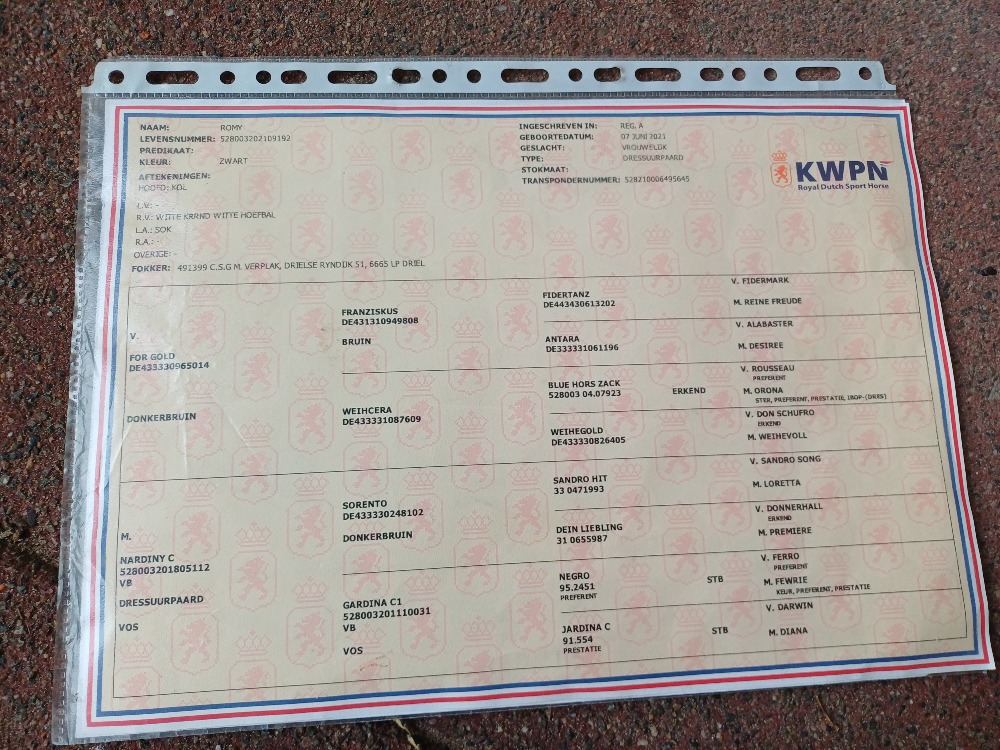 NAAM: ROMY
LEVENSNUMMER: 528003202109192
PREDIKAAT:
KLEUR: ZWART
AFTEKENINGEN:
HOOFD: KOL
L.V.: -
R.V.: WITTE KRRND WITTE HOEFBAL
L.A.: SOK
R.A.: -
OVERIGE: -
FOKKER: 491399 C.S.G M. VERPLAK, DRIELSE RYNDIJK 51, 6665 LP DRIEL
INGESCHREVEN IN: REG. A
GEBOORTEDATUM: 07 JUNI 2021
GESLACHT: VROUWELIJK
TYPE: DRESSUURPAARD
STOKMAAT:
TRANSPONDERNUMMER: 528210006495645
KWPN
Royal Dutch Sport Horse
V.
FOR GOLD
DE433330965014
DONKERBRUIN
FRANZISKUS
DE431310949808
BRUIN
FIDERTANZ
DE443430613202
V. FIDERMARK
M. REINE FREUDE
ANTARA
DE333331061196
V. ALABASTER
M. DESIREE
WEIHCERA
DE433331087609
BLUE HORS ZACK ERKEND
528003 04.07923
V. ROUSSEAU
PREFERENT
M. ORONA
STER, PREFERENT, PRESTATIE, IBOP-(DRES)
WEIHEGOLD
DE433330826405
V. DON SCHUFRO
ERKEND
M. WEIHEVOLL
M.
NARDINY C
528003201805112
VB
DRESSUURPAARD
VOS
SORENTO
DE433330248102
DONKERBRUIN
SANDRO HIT
33 0471993
V. SANDRO SONG
M. LORETTA
DEIN LIEBLING
31 0655987
V. DONNERHALL
ERKEND
M. PREMIERE
GARDINA C1
528003201110031
VB
VOS
NEGRO STB
95.2451
PREFERENT
V. FERRO
PREFERENT
M. FEWRIE
KEUR, PREFERENT, PRESTATIE
JARDINA C STB
91.554
PRESTATIE
V. DARWIN
M. DIANA